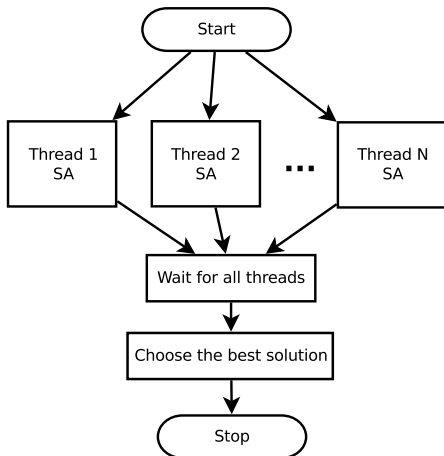 Start
Thread 1
SA
Thread 2
SA
...
Thread N
SA
Wait for all threads
Choose the best solution
Stop